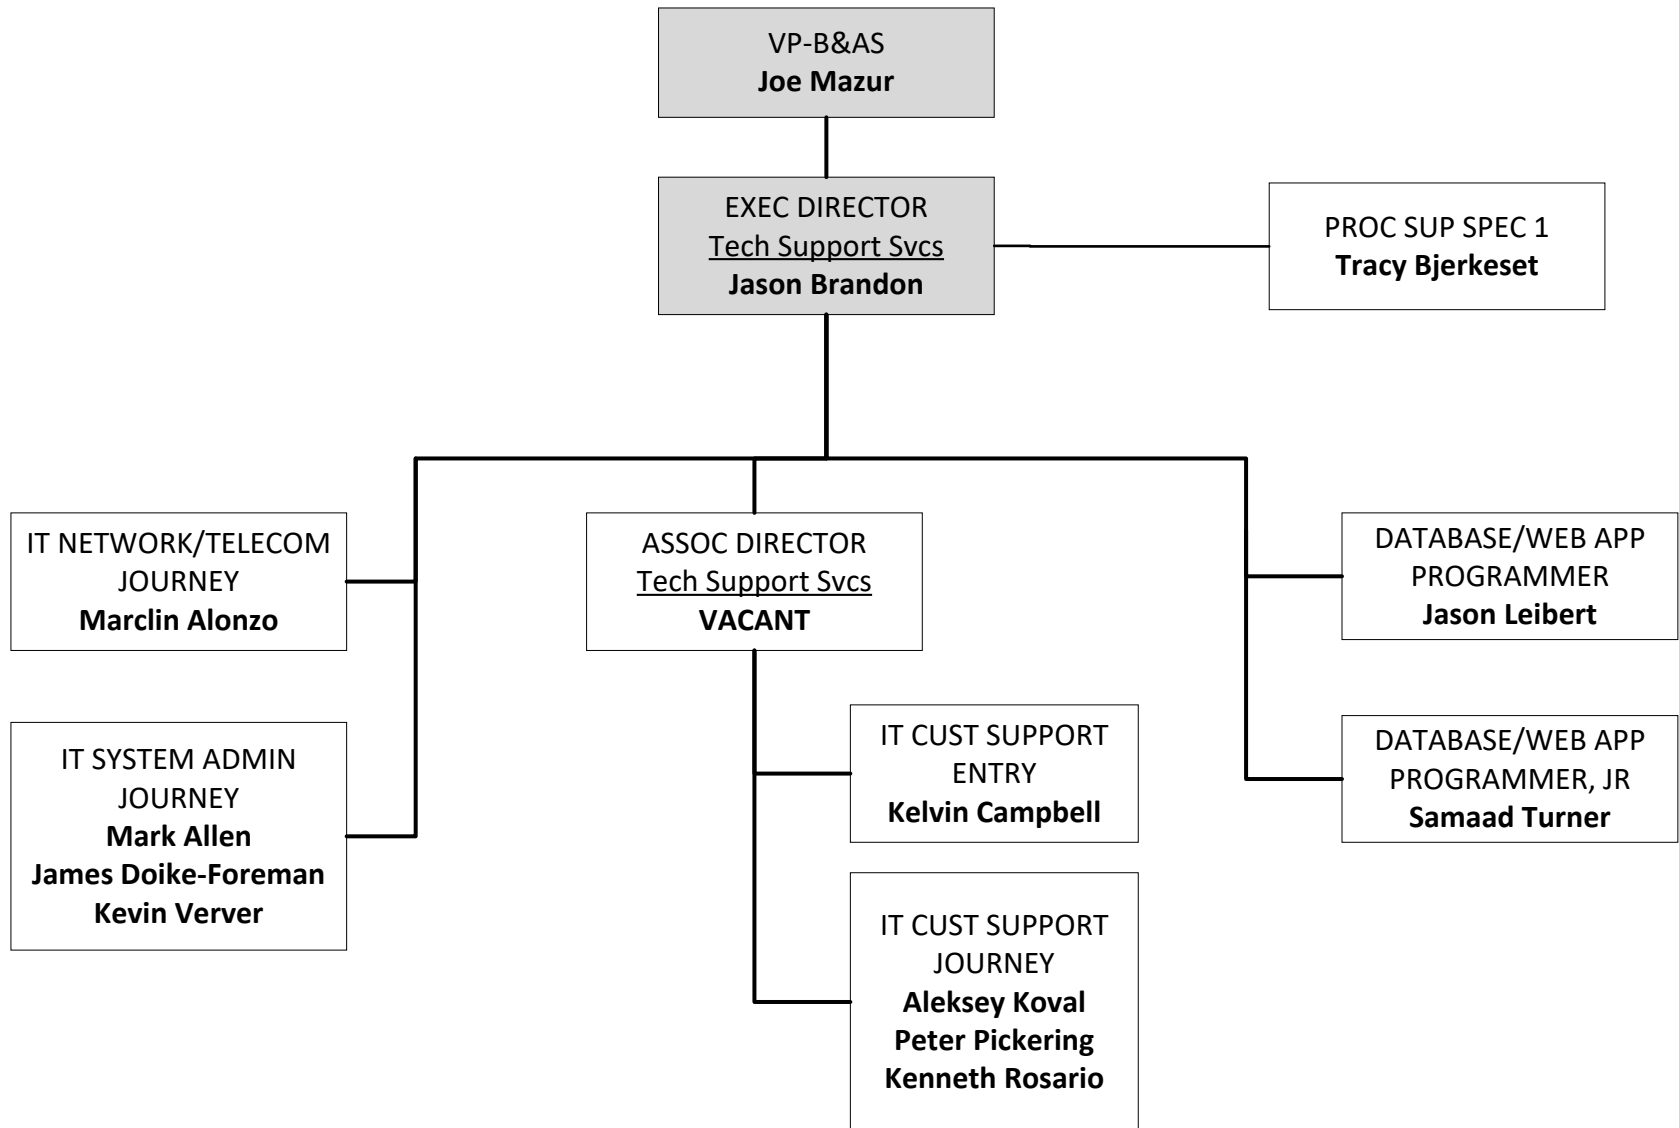 VP-B&AS
Joe Mazur
EXEC DIRECTOR
Tech Support Svcs
Jason Brandon
PROC SUP SPEC 1
Tracy Bjerkeset
IT NETWORK/TELECOM
JOURNEY
Marclin Alonzo
IT SYSTEM ADMIN
JOURNEY
Mark Allen
James Doike-Foreman
Kevin Verver
ASSOC DIRECTOR
Tech Support Svcs
VACANT
IT CUST SUPPORT
ENTRY
Kelvin Campbell
IT CUST SUPPORT
JOURNEY
Aleksey Koval
Peter Pickering
Kenneth Rosario
DATABASE/WEB APP
PROGRAMMER
Jason Leibert
DATABASE/WEB APP
PROGRAMMER, JR
Samaad Turner